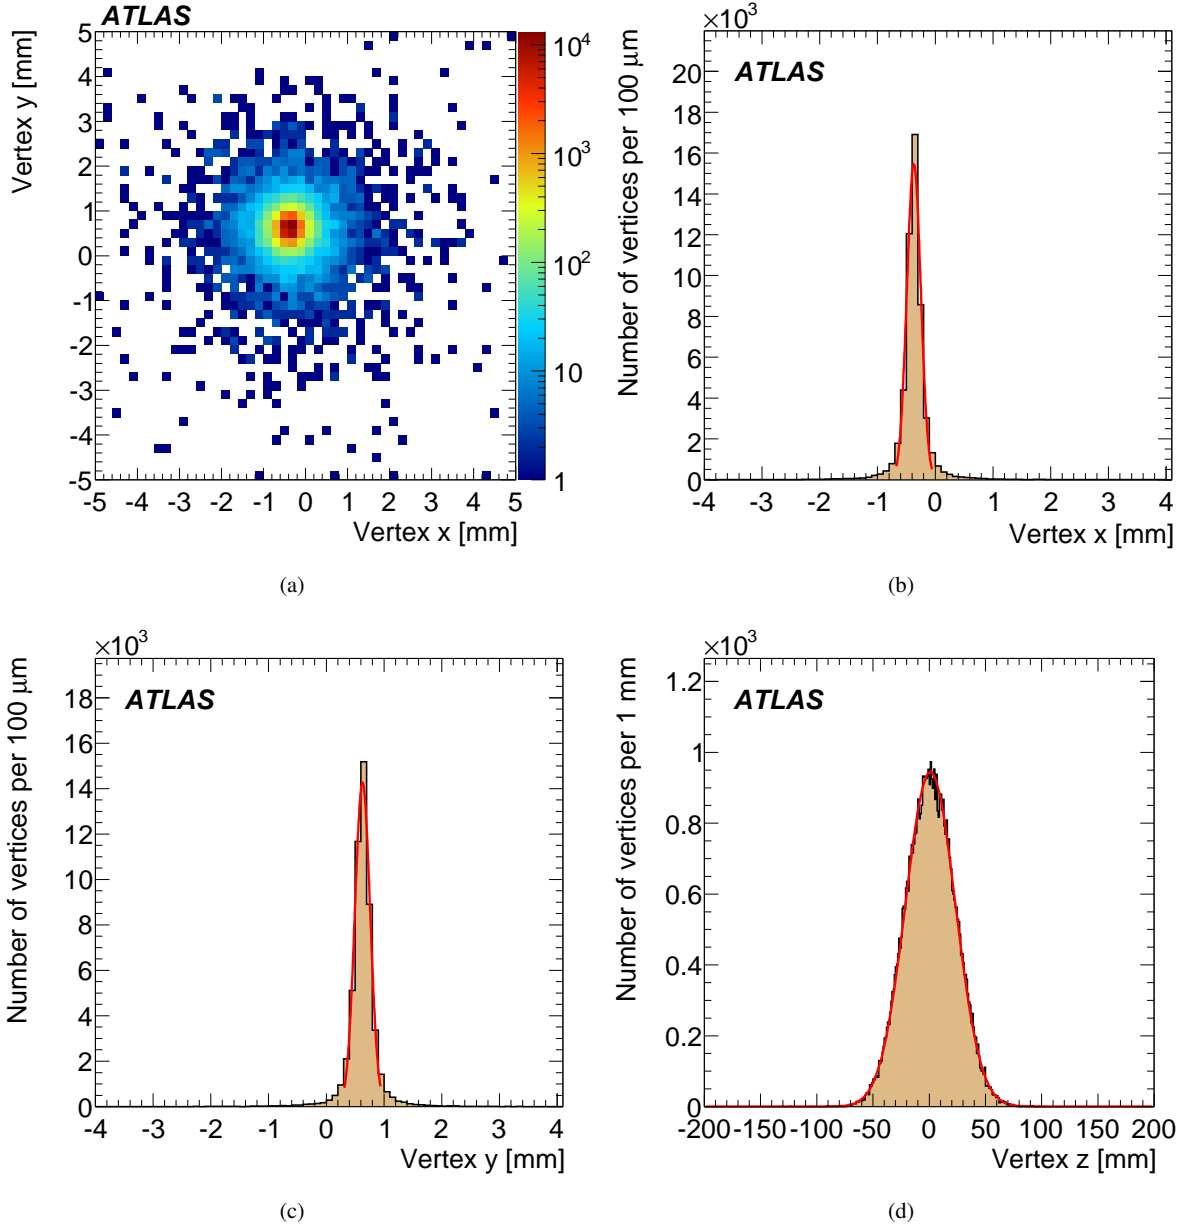 ATLAS
Vertex y [mm]
5
4
3
2
1
0
-1
-2
-3
-4
-5
-5 -4 -3 -2 -1 0 1 2 3 4 5
Vertex x [mm]
10⁴
10³
10²
10
1
(a)
×10³
ATLAS
Number of vertices per 100 μm
20
18
16
14
12
10
8
6
4
2
0
-4 -3 -2 -1 0 1 2 3 4
Vertex x [mm]
(b)
×10³
ATLAS
Number of vertices per 100 μm
18
16
14
12
10
8
6
4
2
0
-4 -3 -2 -1 0 1 2 3 4
Vertex y [mm]
(c)
×10³
ATLAS
Number of vertices per 1 mm
1.2
1
0.8
0.6
0.4
0.2
0
-200 -150 -100 -50 0 50 100 150 200
Vertex z [mm]
(d)